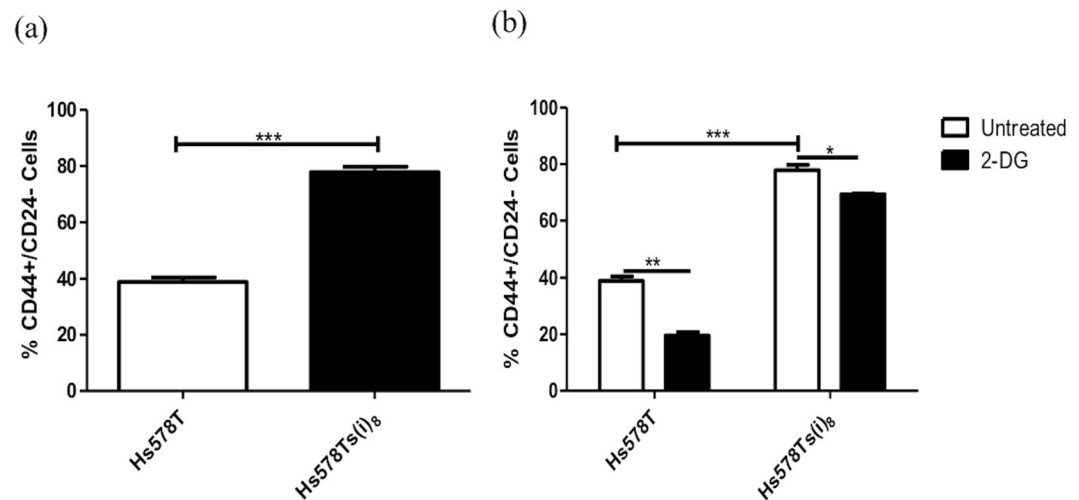 (a)
% CD44+/CD24- Cells
100
80
60
40
20
0
***
Hs578T
Hs578Ts(i)₈
(b)
% CD44+/CD24- Cells
100
80
60
40
20
0
***
*
**
Hs578T
Hs578Ts(i)₈
Untreated
2-DG